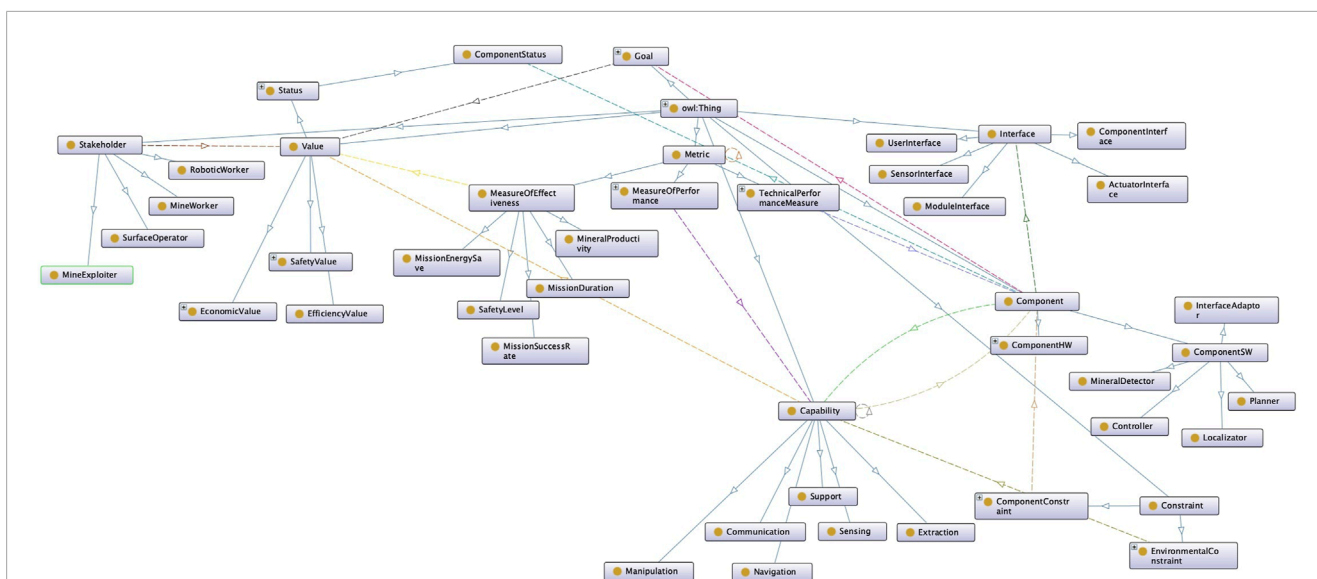 ComponentStatus
Goal
Status
owl:Thing
Stakeholder
Value
Interface
ComponentInterf
ace
UserInterface
RoboticWorker
Metric
SensorInterface
ActuatorInterfa
ce
MineWorker
MeasureOfEffect
iveness
MeasureOfPerfor
mance
TechnicalPerfor
manceMeasure
ModuleInterface
SurfaceOperator
MineralProducti
vity
MineExploiter
SafetyValue
MissionEnergySa
ve
MissionDuration
EconomicValue
EfficiencyValue
SafetyLevel
Component
InterfaceAdapto
r
MissionSuccessR
ate
ComponentHW
ComponentSW
MineralDetector
Planner
Capability
Controller
Localizator
Support
ComponentConstr
aint
Constraint
Communication
Sensing
Extraction
EnvironmentalCo
nstraint
Manipulation
Navigation